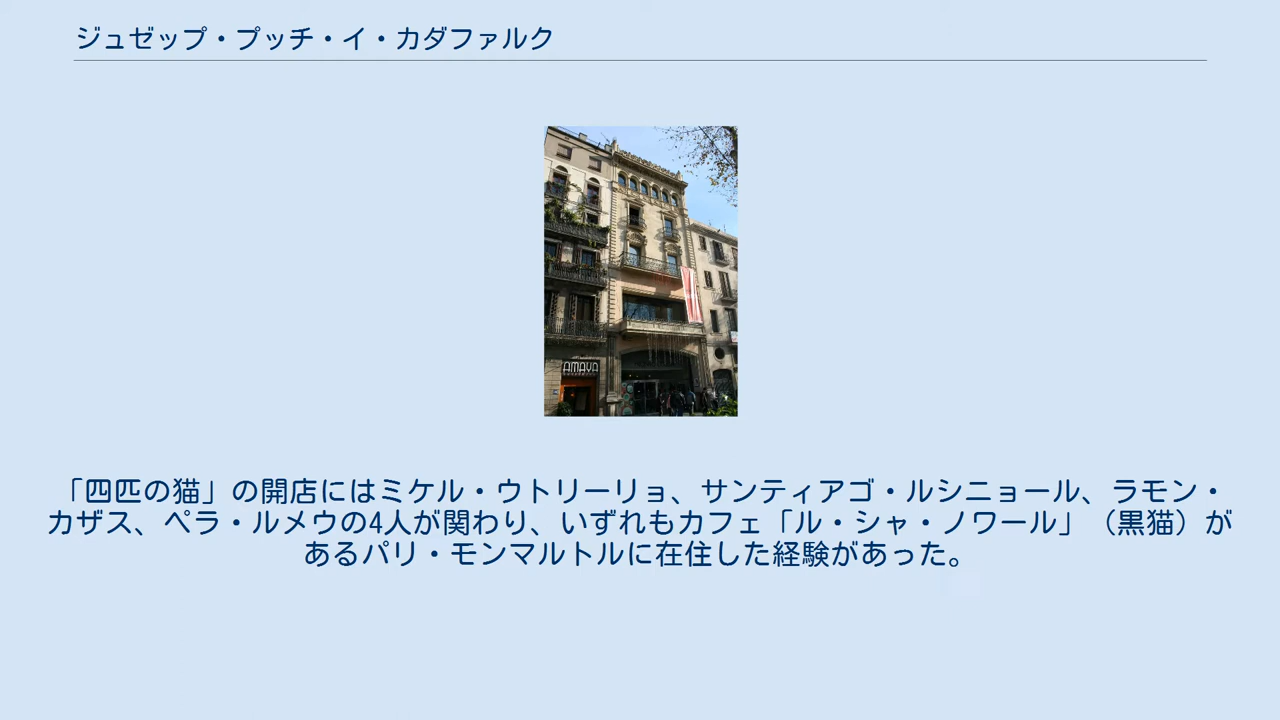 ジュゼップ・プッチ・イ・カダファルク
AMAYA
「四匹の猫」の開店にはミケル・ウトリーリョ、サンティアゴ・ルシニョール、ラモン・
カザス、ペラ・ルメウの4人が関わり、いずれもカフェ「ル・シャ・ノワール」（黒猫）が
あるパリ・モンマルトルに在住した経験があった。